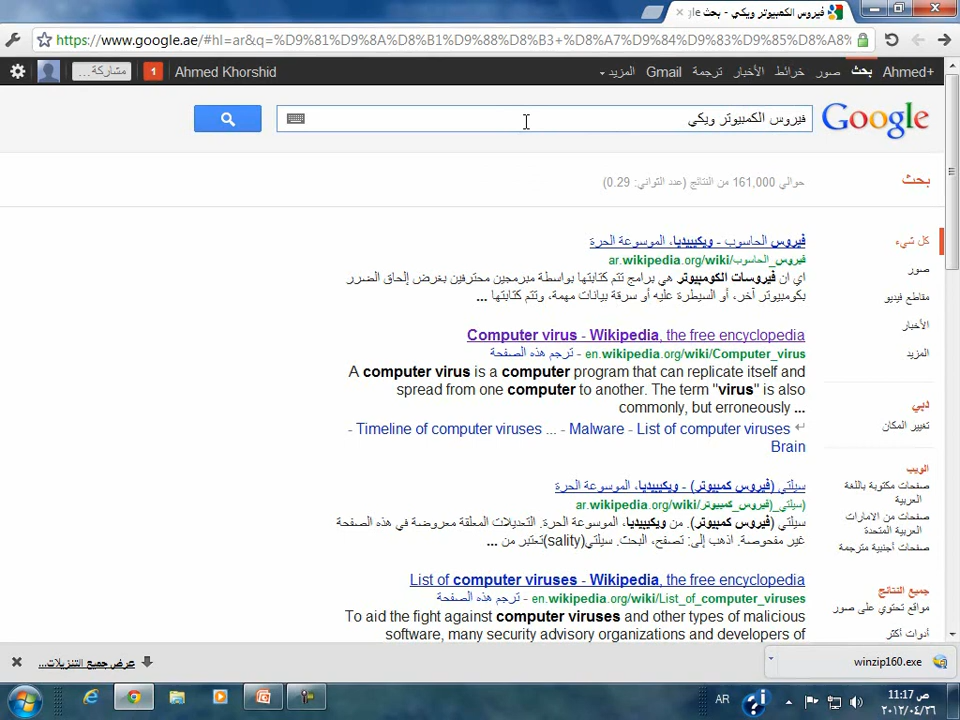 فيروس الكمبيوتر ويكي - بحث Google
https://www.google.ae/#hl=ar&q=%D9%81%D9%8A%D8%B1%D9%88%D8%B3+%D8%A7%D9%84%D9%83%D9%85%D8%A8%
+Ahmed بحث صور خرائط الأخبار ترجمة Gmail المزيد
Ahmed Khorshid 1 مشاركة...
Google
فيروس الكمبيوتر ويكي
بحث
حوالي 161,000 من النتائج (عدد الثواني: 0.29)
كل شيء
صور
مقاطع فيديو
الأخبار
المزيد
دبي
تغيير المكان
الويب
صفحات مكتوبة باللغة
العربية
صفحات من الامارات
العربية المتحدة
صفحات أجنبية مترجمة
جميع النتائج
مواقع تحتوي على صور
أدوات أكثر
فيروس الحاسوب - ويكيبيديا، الموسوعة الحرة
ar.wikipedia.org/wiki/فيروس_الحاسوب
اي ان فيروسات الكومبيوتر هي برامج تتم كتابتها بواسطة مبرمجين محترفين بغرض إلحاق الضرر
بكومبيوتر آخر، أو السيطرة عليه أو سرقة بيانات مهمة، وتتم كتابتها ...
Computer virus - Wikipedia, the free encyclopedia
en.wikipedia.org/wiki/Computer_virus - ترجم هذه الصفحة
A computer virus is a computer program that can replicate itself and
spread from one computer to another. The term "virus" is also
commonly, but erroneously ...
- Timeline of computer viruses ... - Malware - List of computer viruses
Brain
سيلتي (فيروس كمبيوتر) - ويكيبيديا، الموسوعة الحرة
ar.wikipedia.org/wiki/سيلتي_(فيروس_كمبيوتر)
سيلتي (فيروس كمبيوتر). من ويكيبيديا، الموسوعة الحرة. التعديلات المعلقة معروضة في هذه الصفحة
غير مفحوصة. اذهب إلى: تصفح، البحث. سيلتي(sality)تعتبر من ...
List of computer viruses - Wikipedia, the free encyclopedia
en.wikipedia.org/wiki/List_of_computer_viruses - ترجم هذه الصفحة
To aid the fight against computer viruses and other types of malicious
software, many security advisory organizations and developers of
winzip160.exe
عرض جميع التنزيلات...
AR
11:17 ص
٢٠١٢/٠٤/٢٦